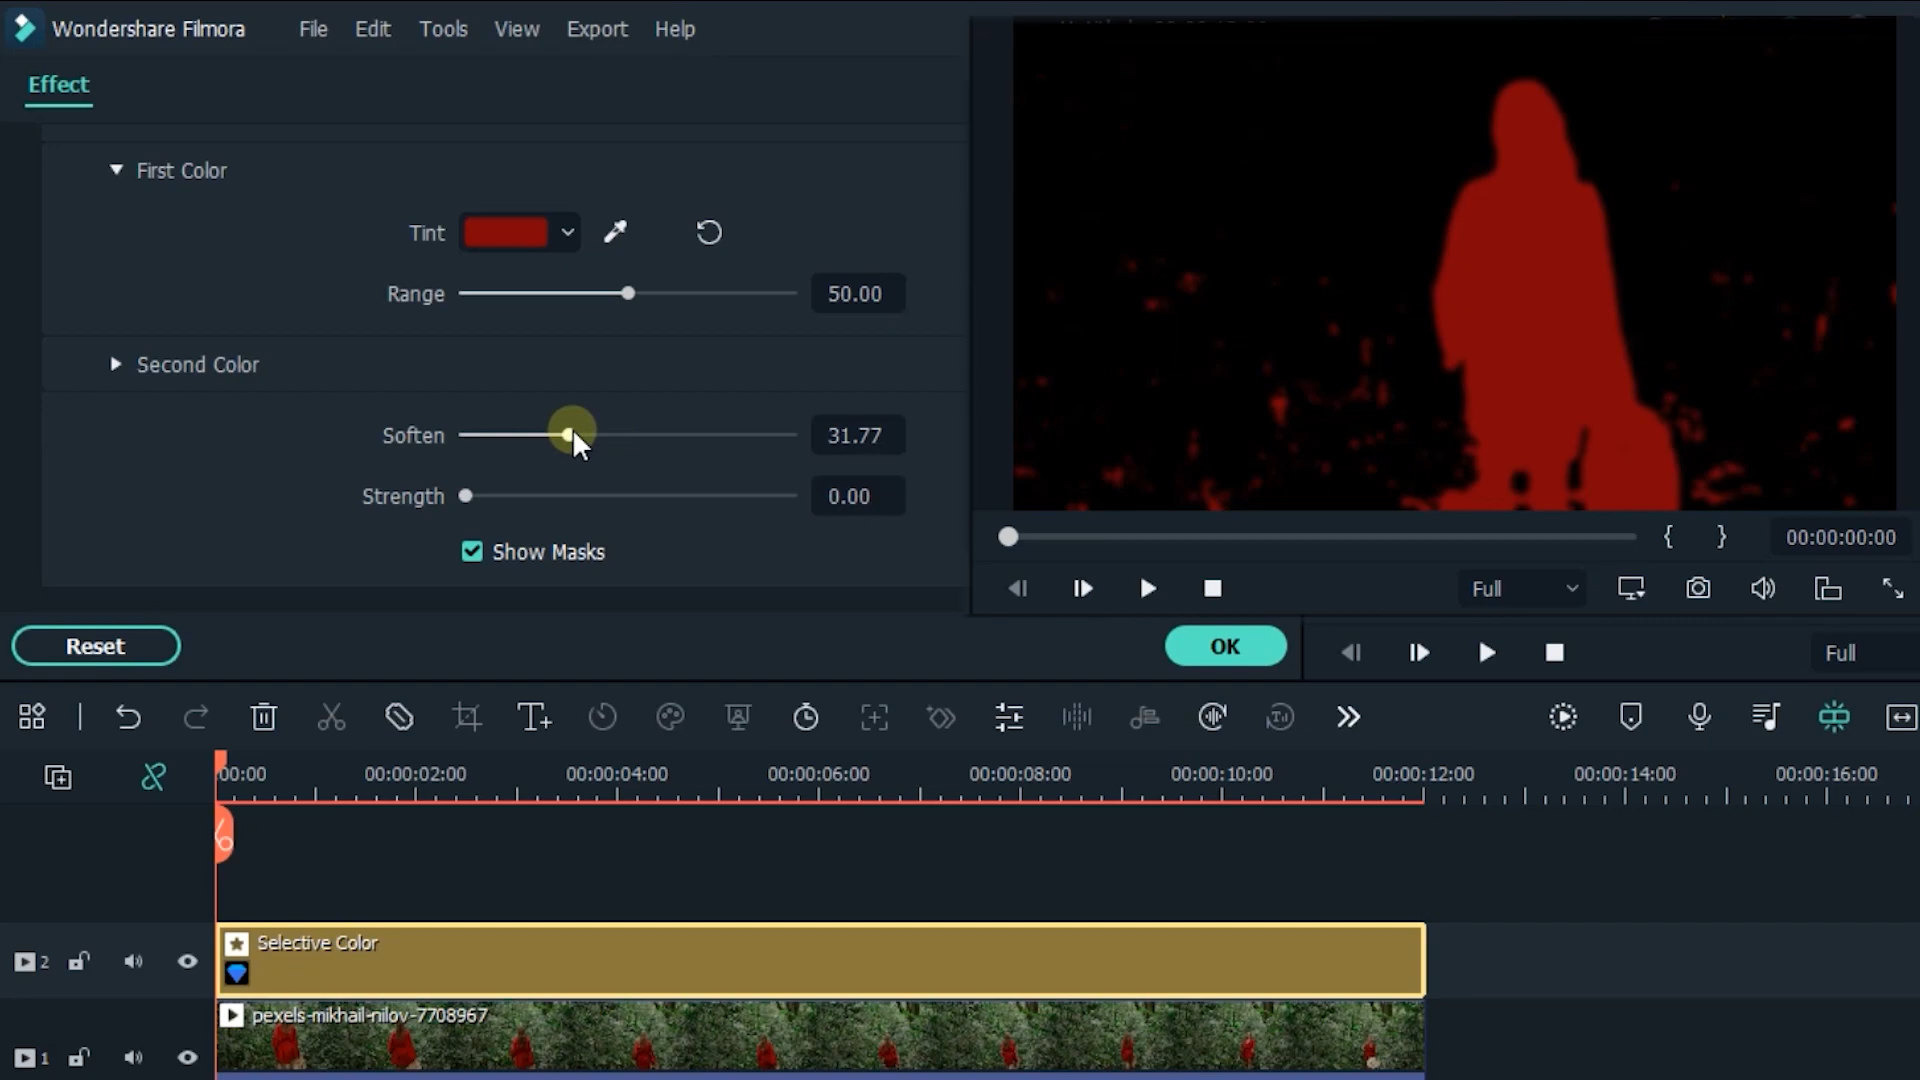 Wondershare Filmora File Edit Tools View Export Help
Effect
First Color
Tint
Range 50.00
Second Color
Soften 31.77
Strength 0.00
Show Masks
{ } 00:00:00:00
Full
Reset OK
Full
00:00 00:00:02:00 00:00:04:00 00:00:06:00 00:00:08:00 00:00:10:00 00:00:12:00 00:00:14:00 00:00:16:00
2 Selective Color
pexels-mikhail-nilov-7708967
1